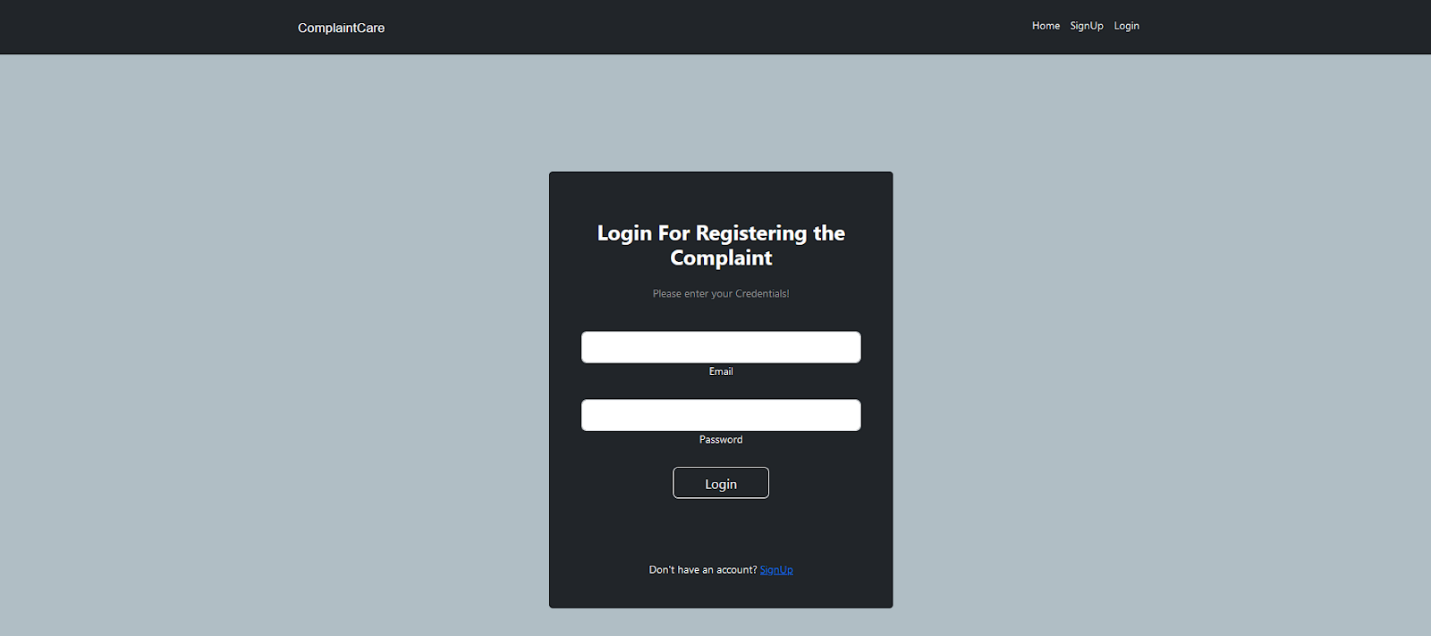 ComplaintCare
Home SignUp Login
Login For Registering the
Complaint
Please enter your Credentials!
Email
Password
Login
Don't have an account? SignUp